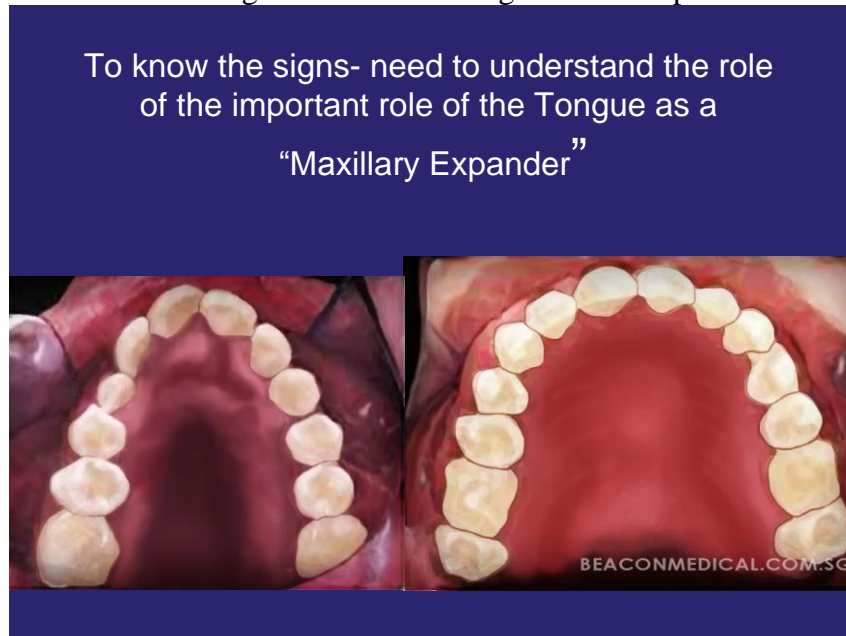 To know the signs- need to understand the role
of the important role of the Tongue as a
“Maxillary Expander”
BEACONMEDICAL.COM.SG